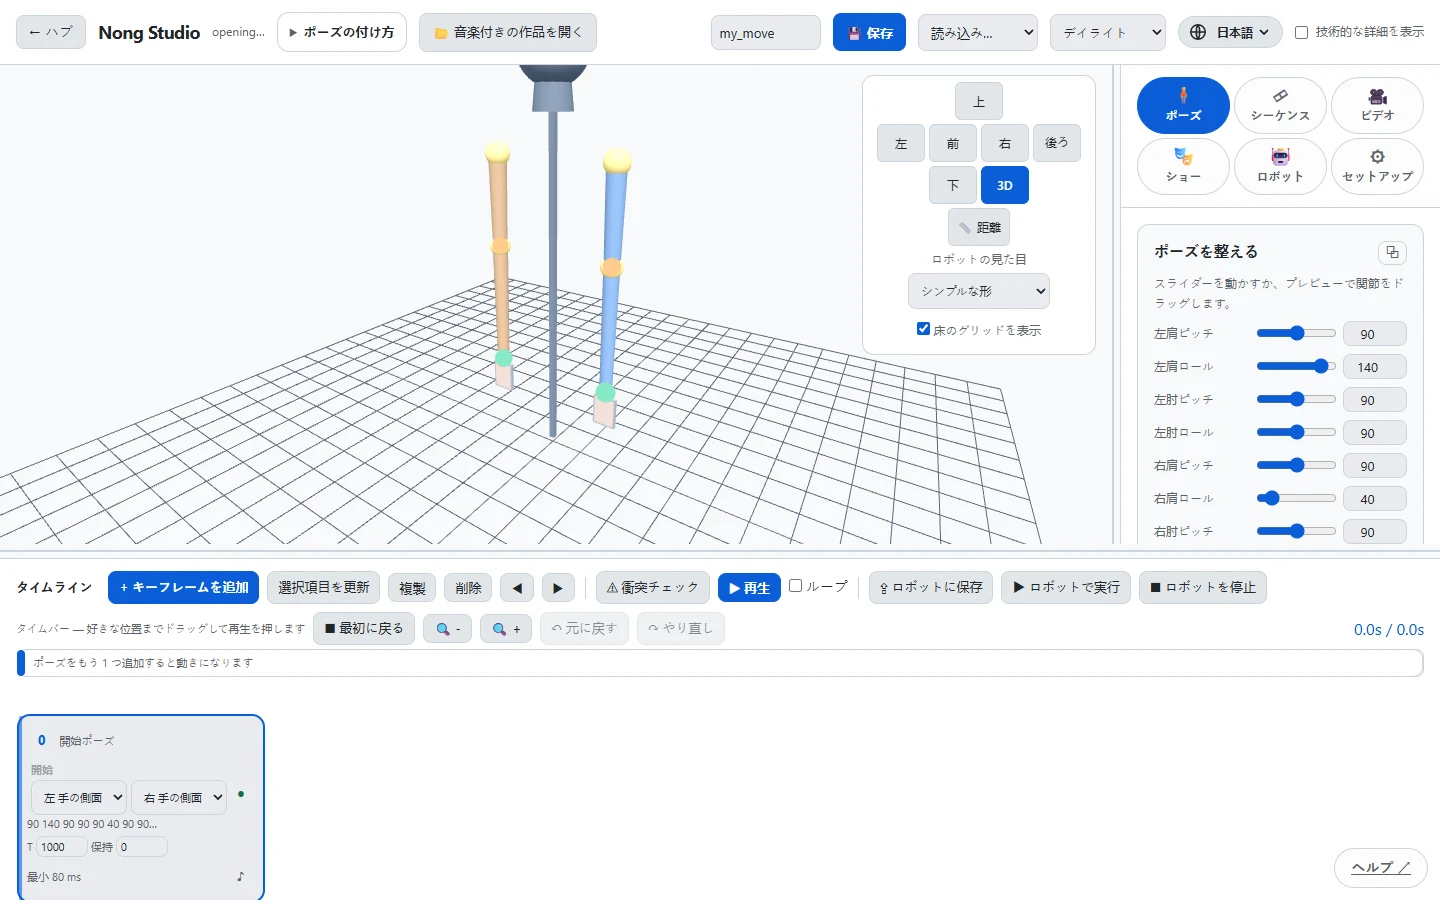 ← ハブ
Nong Studio
opening...
▶ ポーズの付け方
音楽付きの作品を開く
my_move
保存
読み込み...
デイライト
日本語
技術的な詳細を表示
上
左
前
右
後ろ
下
3D
距離
ロボットの見た目
シンプルな形
床のグリッドを表示
ポーズ
シーケンス
ビデオ
ショー
ロボット
セットアップ
ポーズを整える
スライダーを動かすか、プレビューで関節をド
ラッグします。
左肩ピッチ 90
左肩ロール 140
左肘ピッチ 90
左肘ロール 90
右肩ピッチ 90
右肩ロール 40
右肘ピッチ 90
タイムライン
+ キーフレームを追加
選択項目を更新
複製
削除
◀
▶
⚠ 衝突チェック
▶ 再生
ループ
⇪ ロボットに保存
▶ ロボットで実行
■ ロボットを停止
タイムバー — 好きな位置までドラッグして再生を押します
■ 最初に戻る
-
+
↶ 元に戻す
↷ やり直し
0.0s / 0.0s
ポーズをもう 1 つ追加すると動きになります
0 開始ポーズ
開始
左 手の側面
右 手の側面
90 140 90 90 90 40 90 90...
T 1000 保持 0
最小 80 ms ♪
ヘルプ ／